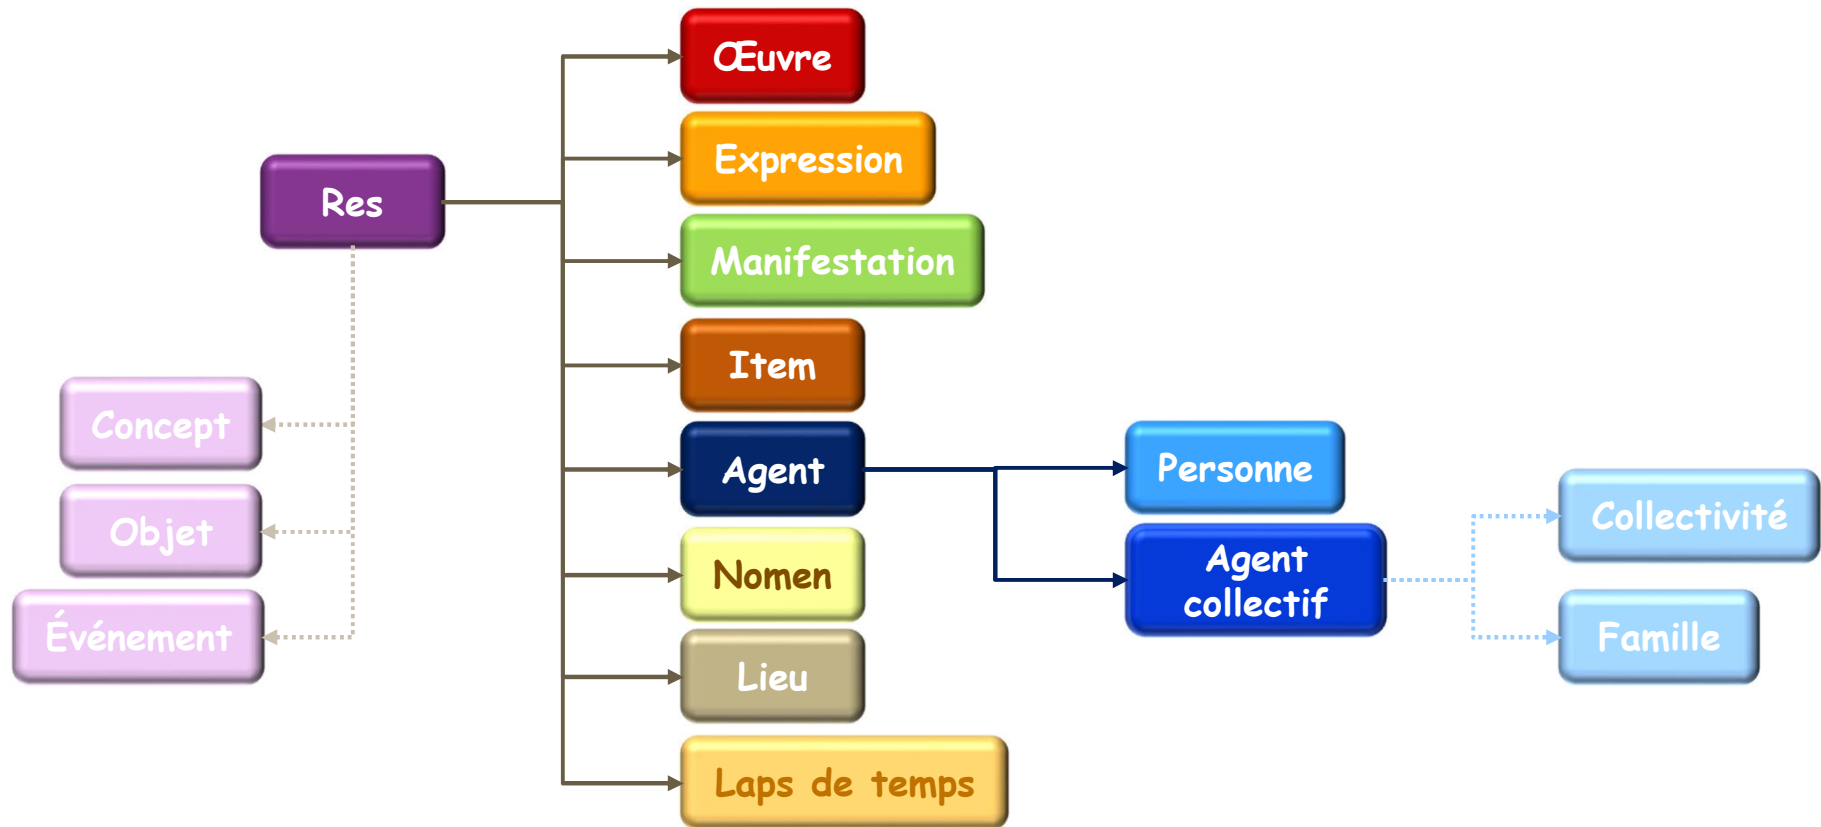 Œuvre
Expression
Res
Manifestation
Item
Concept
Agent
Personne
Collectivité
Objet
Nomen
Agent
collectif
Événement
Lieu
Famille
Laps de temps